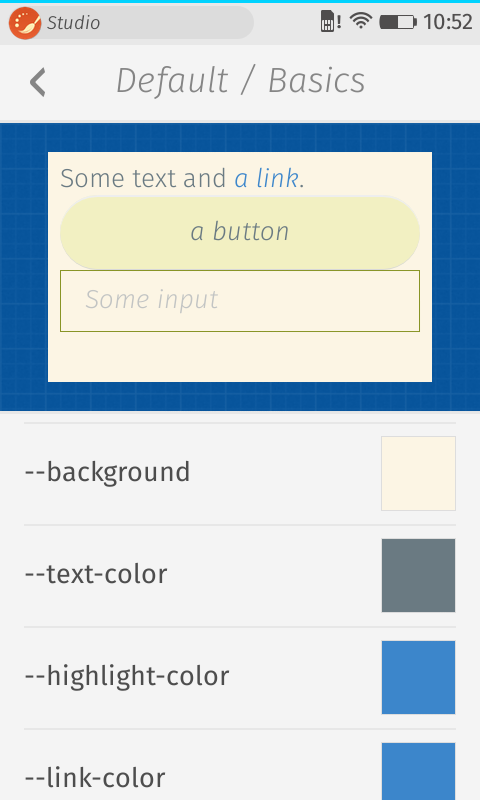 Studio 10:52
Default / Basics
Some text and a link.
a button
Some input
--background
--text-color
--highlight-color
--link-color